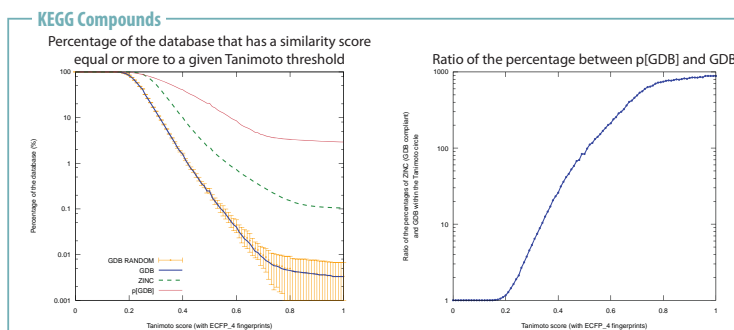 KEGG Compounds
Percentage of the database that has a similarity score
equal or more to a given Tanimoto threshold
Percentage of the database (%)
100
10
1
0.1
0.01
0.001
GDB RANDOM
GDB
ZINC
p[GDB]
0
0.2
0.4
0.6
0.8
1
Tanimoto score (with ECFP_4 fingerprints)
Ratio of the percentage between p[GDB] and GDB
Ratio of the percentages of ZINC (GDB compliant)
and GDB within the Tanimoto circle
1000
100
10
1
0
0.2
0.4
0.6
0.8
1
Tanimoto score (with ECFP_4 fingerprints)